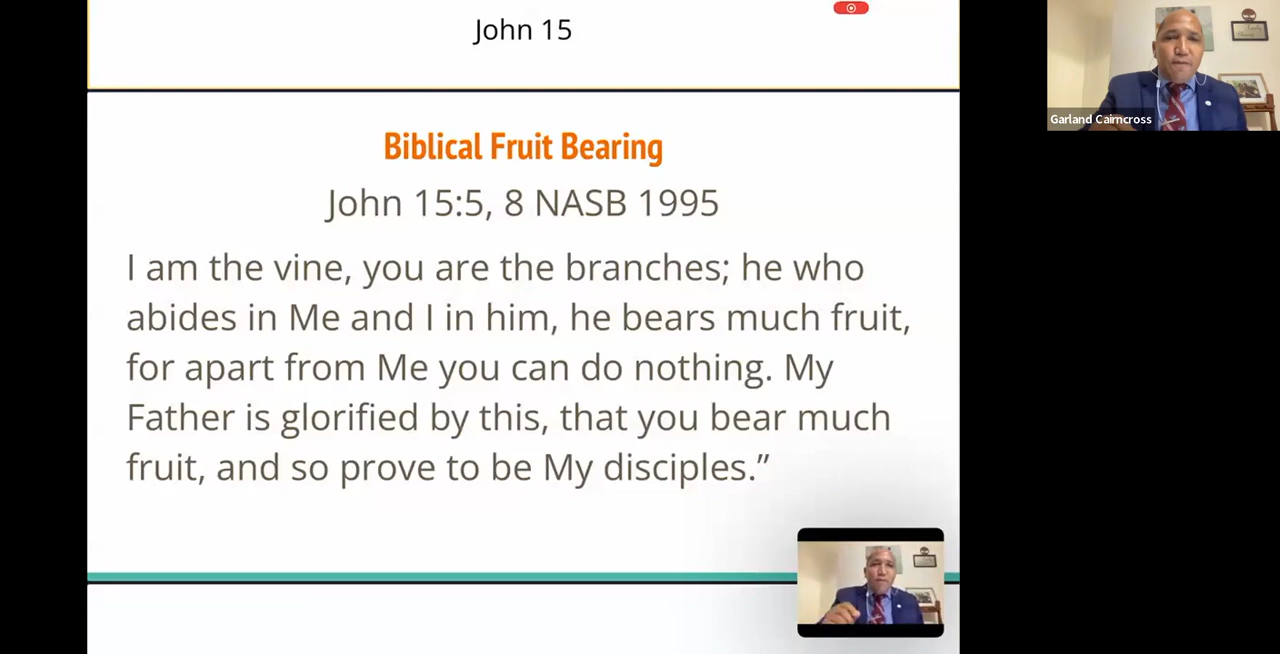 John 15
Garland Cairncross
Biblical Fruit Bearing
John 15:5, 8 NASB 1995
I am the vine, you are the branches; he who
abides in Me and I in him, he bears much fruit,
for apart from Me you can do nothing. My
Father is glorified by this, that you bear much
fruit, and so prove to be My disciples.”